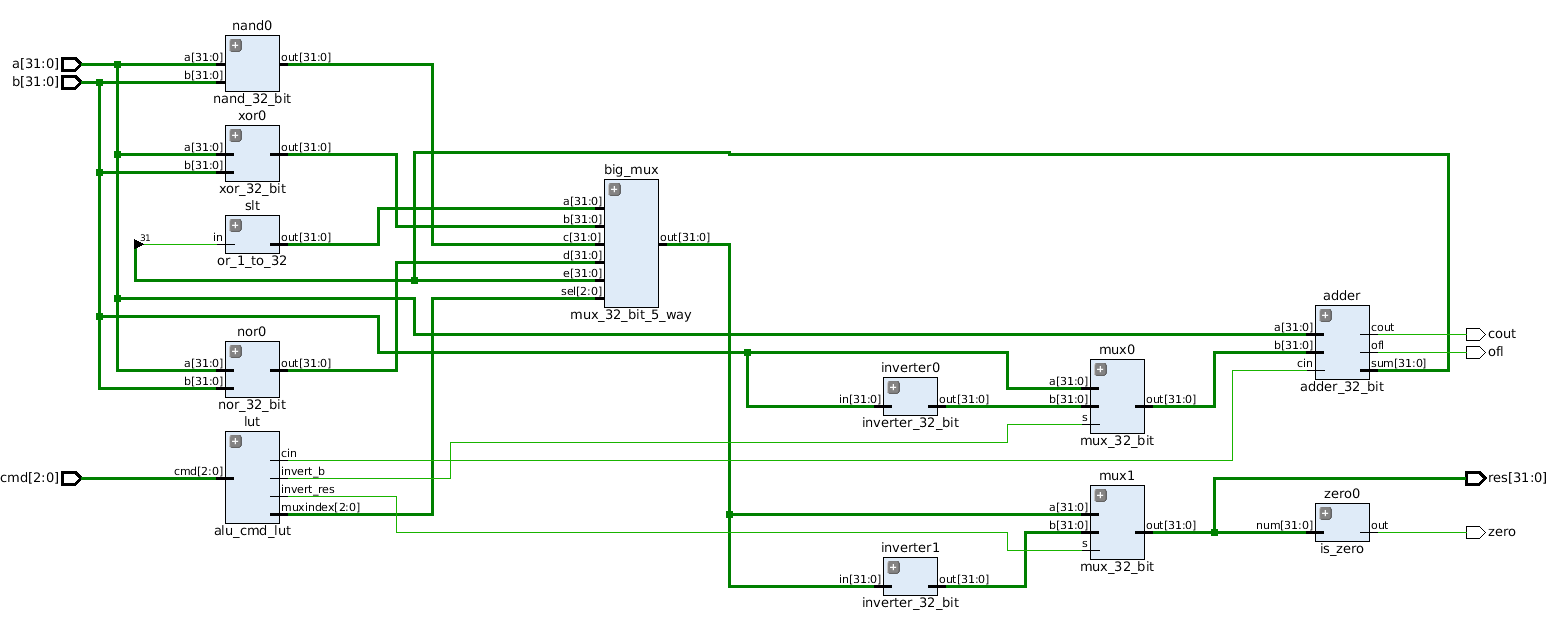 nand0
a[31:0]
b[31:0]
a[31:0]
b[31:0]
out[31:0]
nand_32_bit
xor0
a[31:0]
b[31:0]
out[31:0]
xor_32_bit
slt
31
in
out[31:0]
or_1_to_32
nor0
a[31:0]
b[31:0]
out[31:0]
nor_32_bit
lut
cmd[2:0]
cmd[2:0]
cin
invert_b
invert_res
muxindex[2:0]
alu_cmd_lut
big_mux
a[31:0]
b[31:0]
c[31:0]
d[31:0]
e[31:0]
sel[2:0]
out[31:0]
mux_32_bit_5_way
inverter0
in[31:0]
out[31:0]
inverter_32_bit
inverter1
in[31:0]
out[31:0]
inverter_32_bit
mux0
a[31:0]
b[31:0]
s
out[31:0]
mux_32_bit
mux1
a[31:0]
b[31:0]
s
out[31:0]
mux_32_bit
adder
a[31:0]
b[31:0]
cin
cout
ofl
sum[31:0]
adder_32_bit
cout
ofl
zero0
num[31:0]
out
is_zero
res[31:0]
zero